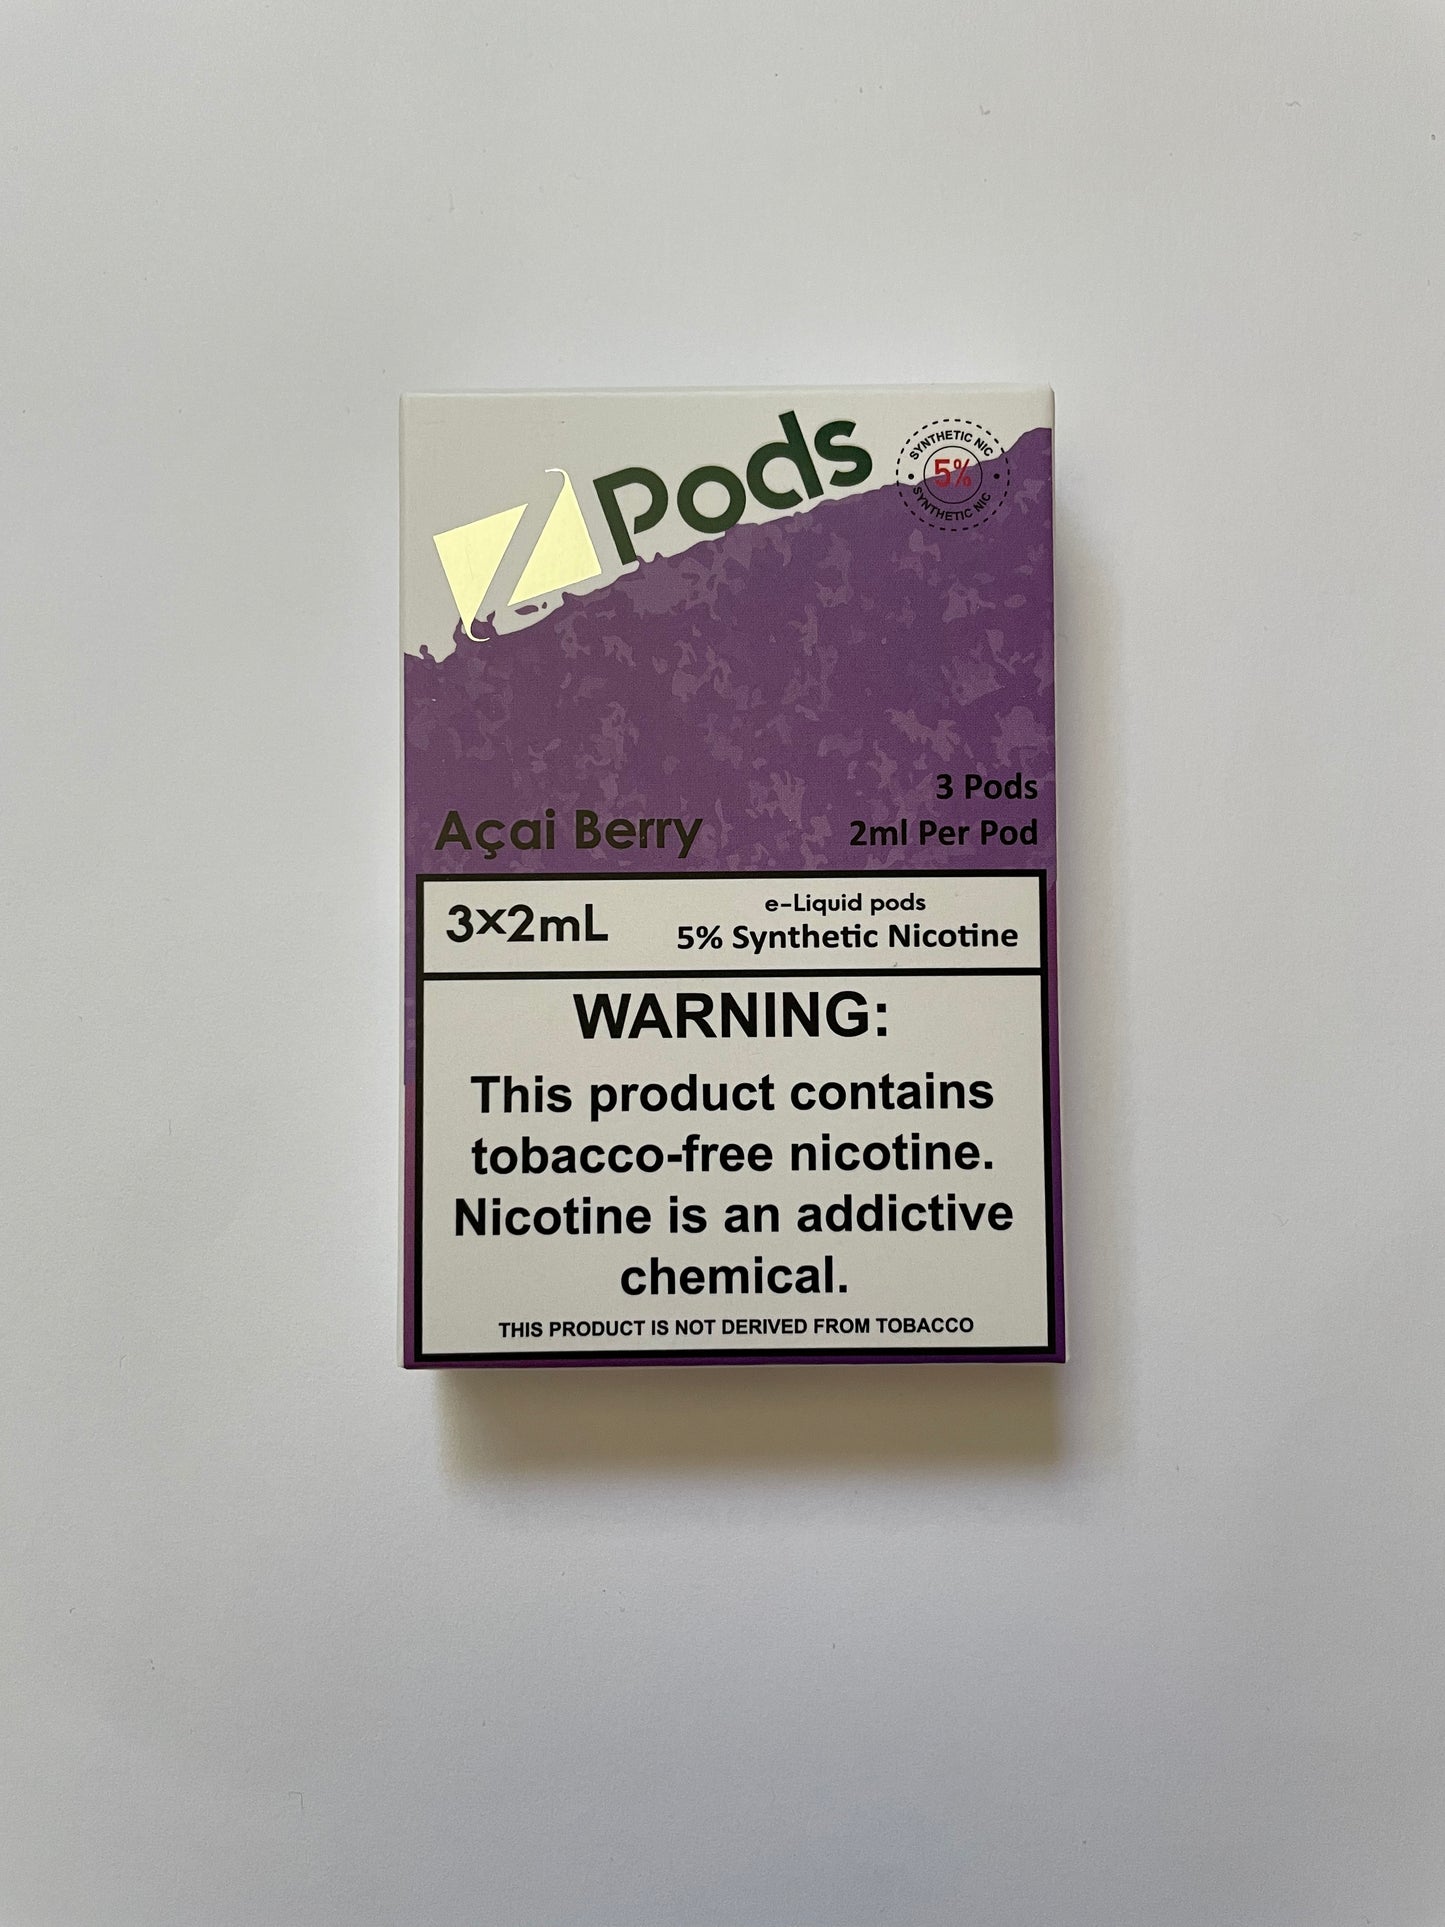 Z Pods
SYNTHETIC NIC
5%
SYNTHETIC NIC
3 Pods
Açai Berry
2ml Per Pod
3×2mL
e-Liquid pods
5% Synthetic Nicotine
WARNING:
This product contains
tobacco-free nicotine.
Nicotine is an addictive
chemical.
THIS PRODUCT IS NOT DERIVED FROM TOBACCO